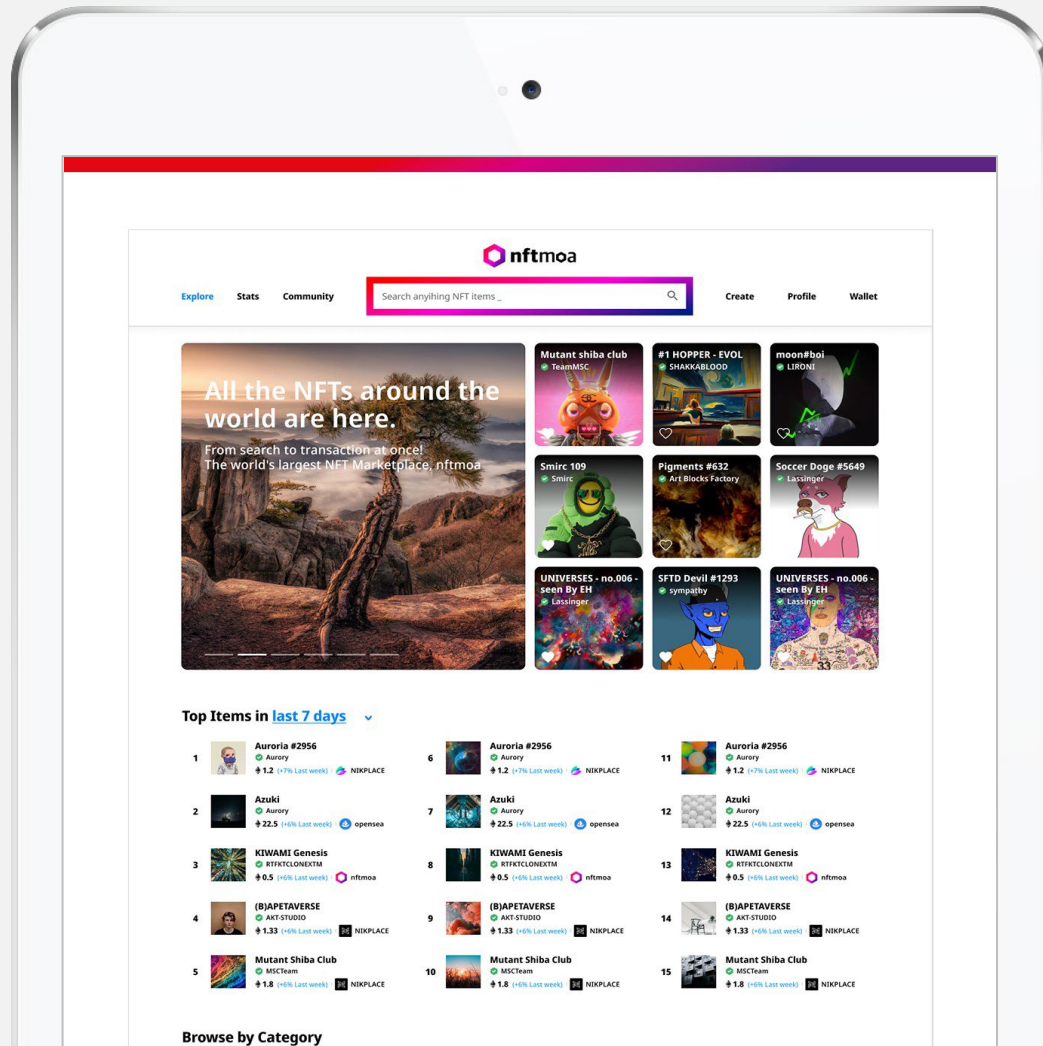 nftmoa
Explore
Stats
Community
Search anyihing NFT items _
Create
Profile
Wallet
All the NFTs around the
world are here.
From search to transaction at once!
The world's largest NFT Marketplace, nftmoa
Mutant shiba club
TeamMSC
#1 HOPPER - EVOL
SHAKKABLOOD
moon#boi
LIRONI
Smirc 109
Smirc
Pigments #632
Art Blocks Factory
Soccer Doge #5649
Lassinger
UNIVERSES - no.006 -
seen By EH
Lassinger
SFTD Devil #1293
sympathy
UNIVERSES - no.006 -
seen By EH
Lassinger
33
Top Items in last 7 days
1
Auroria #2956
Aurory
1.2 (+7% Last week) NIKPLACE
2
Azuki
Aurory
22.5 (+6% Last week) opensea
3
KIWAMI Genesis
RTFKTCLONEXTM
0.5 (+6% Last week) nftmoa
4
(B)APETAVERSE
AKT-STUDIO
1.33 (+6% Last week) NIKPLACE
5
Mutant Shiba Club
MSCTeam
1.8 (+6% Last week) NIKPLACE
6
Auroria #2956
Aurory
1.2 (+7% Last week) NIKPLACE
7
Azuki
Aurory
22.5 (+6% Last week) opensea
8
KIWAMI Genesis
RTFKTCLONEXTM
0.5 (+6% Last week) nftmoa
9
(B)APETAVERSE
AKT-STUDIO
1.33 (+6% Last week) NIKPLACE
10
Mutant Shiba Club
MSCTeam
1.8 (+6% Last week) NIKPLACE
11
Auroria #2956
Aurory
1.2 (+7% Last week) NIKPLACE
12
Azuki
Aurory
22.5 (+6% Last week) opensea
13
KIWAMI Genesis
RTFKTCLONEXTM
0.5 (+6% Last week) nftmoa
14
(B)APETAVERSE
AKT-STUDIO
1.33 (+6% Last week) NIKPLACE
15
Mutant Shiba Club
MSCTeam
1.8 (+6% Last week) NIKPLACE
Browse by Category